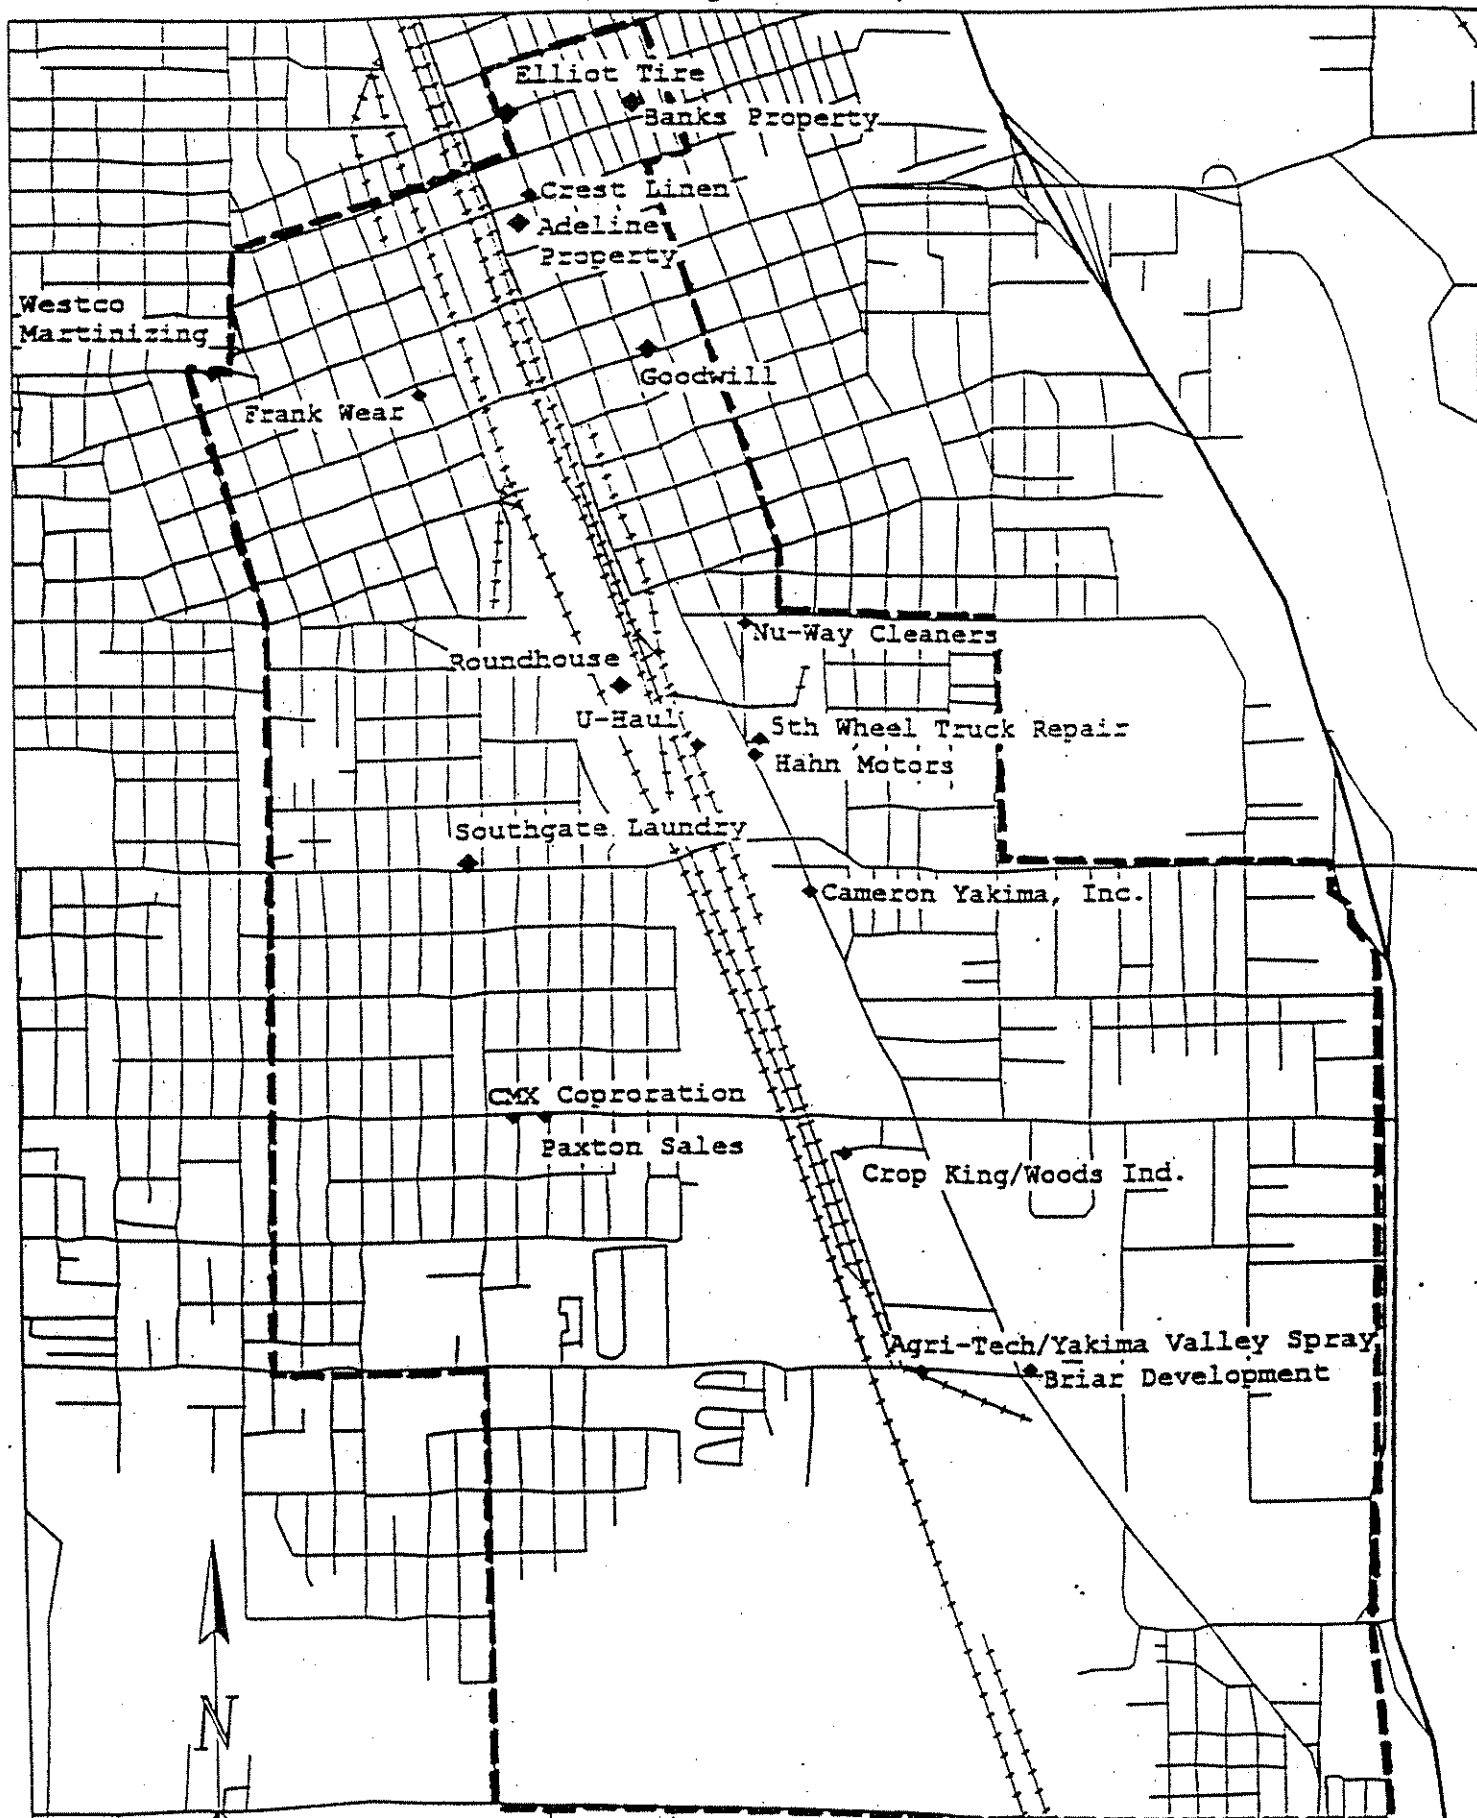 Elliot Tire
Banks Property
Crest Linen
Adeline
Property
Westco
Martinizing
Goodwill
Frank Wear
Nu-Way Cleaners
Roundhouse
U-Haul
5th Wheel Truck Repair
Hahn Motors
Southgate Laundry
Cameron Yakima, Inc.
CMX Coproration
Paxton Sales
Crop King/Woods Ind.
Agri-Tech/Yakima Valley Spray
Briar Development
N